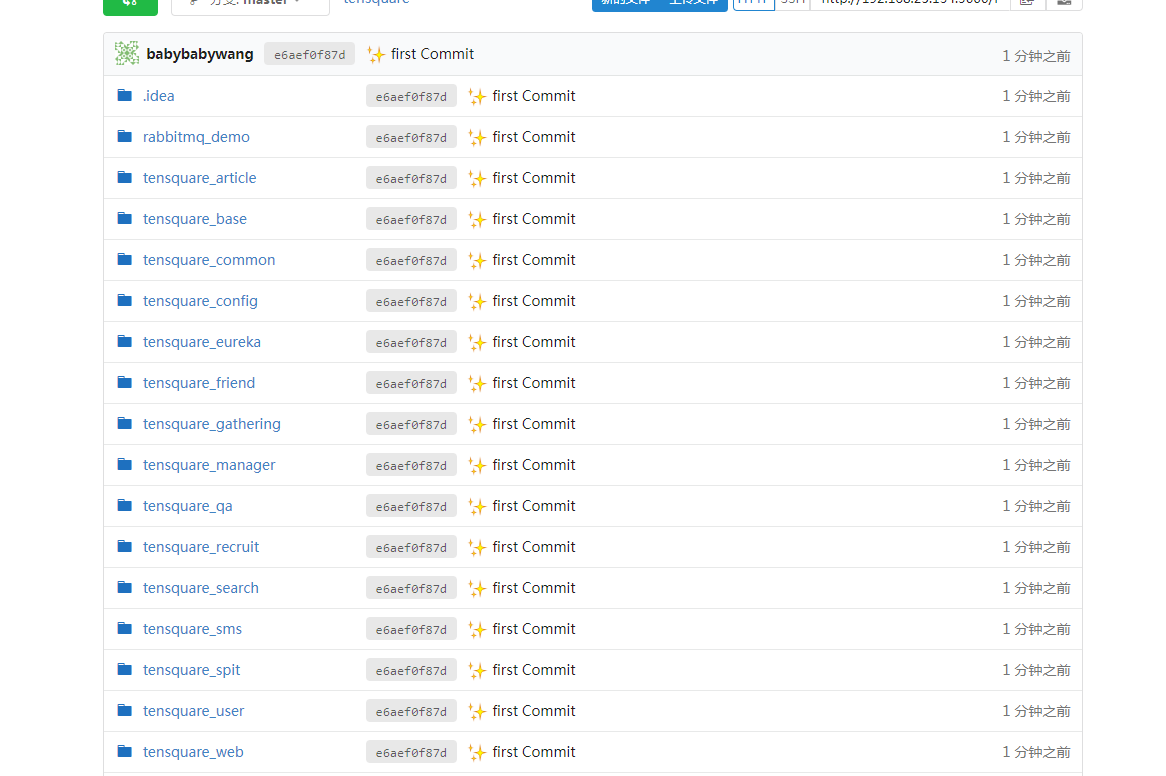 分支: master
tensquare
新的文件 上传文件 HTTP SSH
babybabywang e6aef0f87d ✨ first Commit 1 分钟之前
.idea e6aef0f87d ✨ first Commit 1 分钟之前
rabbitmq_demo e6aef0f87d ✨ first Commit 1 分钟之前
tensquare_article e6aef0f87d ✨ first Commit 1 分钟之前
tensquare_base e6aef0f87d ✨ first Commit 1 分钟之前
tensquare_common e6aef0f87d ✨ first Commit 1 分钟之前
tensquare_config e6aef0f87d ✨ first Commit 1 分钟之前
tensquare_eureka e6aef0f87d ✨ first Commit 1 分钟之前
tensquare_friend e6aef0f87d ✨ first Commit 1 分钟之前
tensquare_gathering e6aef0f87d ✨ first Commit 1 分钟之前
tensquare_manager e6aef0f87d ✨ first Commit 1 分钟之前
tensquare_qa e6aef0f87d ✨ first Commit 1 分钟之前
tensquare_recruit e6aef0f87d ✨ first Commit 1 分钟之前
tensquare_search e6aef0f87d ✨ first Commit 1 分钟之前
tensquare_sms e6aef0f87d ✨ first Commit 1 分钟之前
tensquare_spit e6aef0f87d ✨ first Commit 1 分钟之前
tensquare_user e6aef0f87d ✨ first Commit 1 分钟之前
tensquare_web e6aef0f87d ✨ first Commit 1 分钟之前